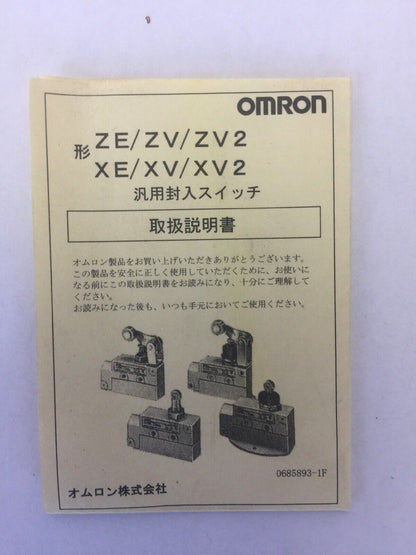 OMRON
形 ZE/ZV/ZV2
XE/XV/XV2
汎用封入スイッチ
取扱説明書
オムロン製品をお買い上げいただきありがとうございます。
この製品を安全に正しく使用していただくために、お使いに
なる前にこの取扱説明書をお読みになり、十分にご理解して
ください。
お読みになった後も、いつも手元においてご使用ください。
0685893-1F
オムロン株式会社